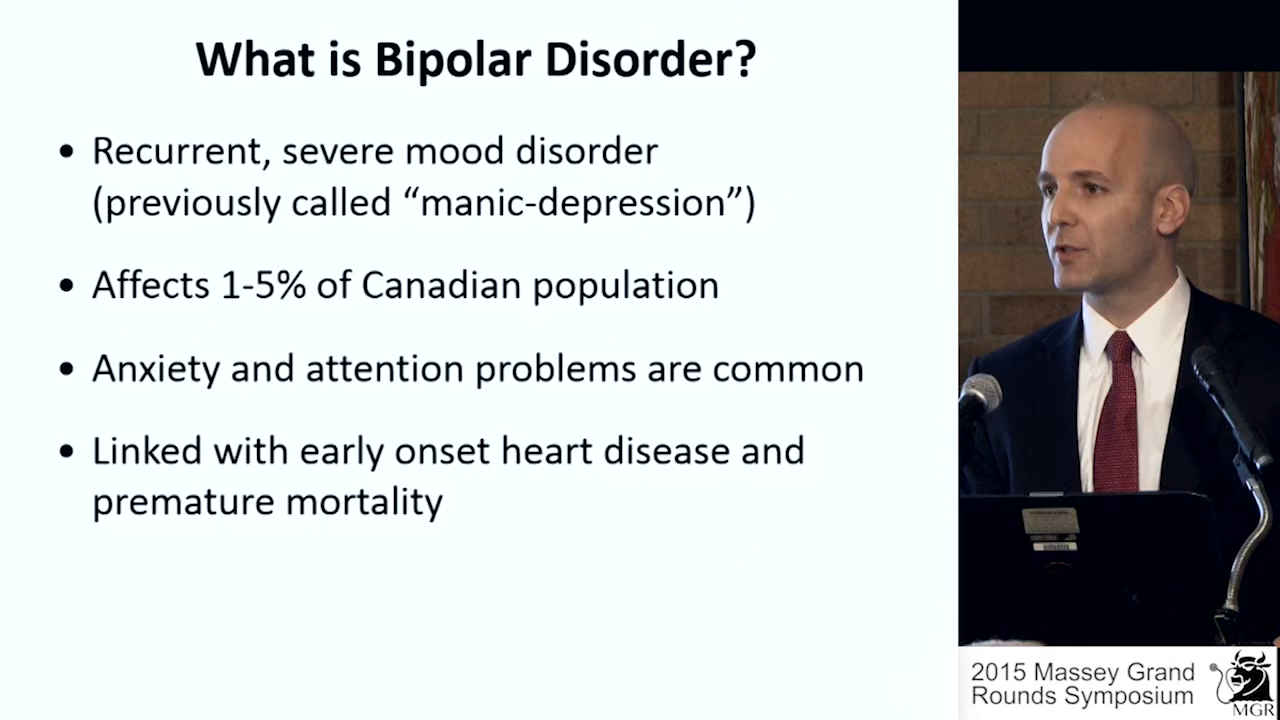 What is Bipolar Disorder?
• Recurrent, severe mood disorder
(previously called “manic-depression”)
• Affects 1-5% of Canadian population
• Anxiety and attention problems are common
• Linked with early onset heart disease and
premature mortality
2015 Massey Grand
Rounds Symposium
MGR